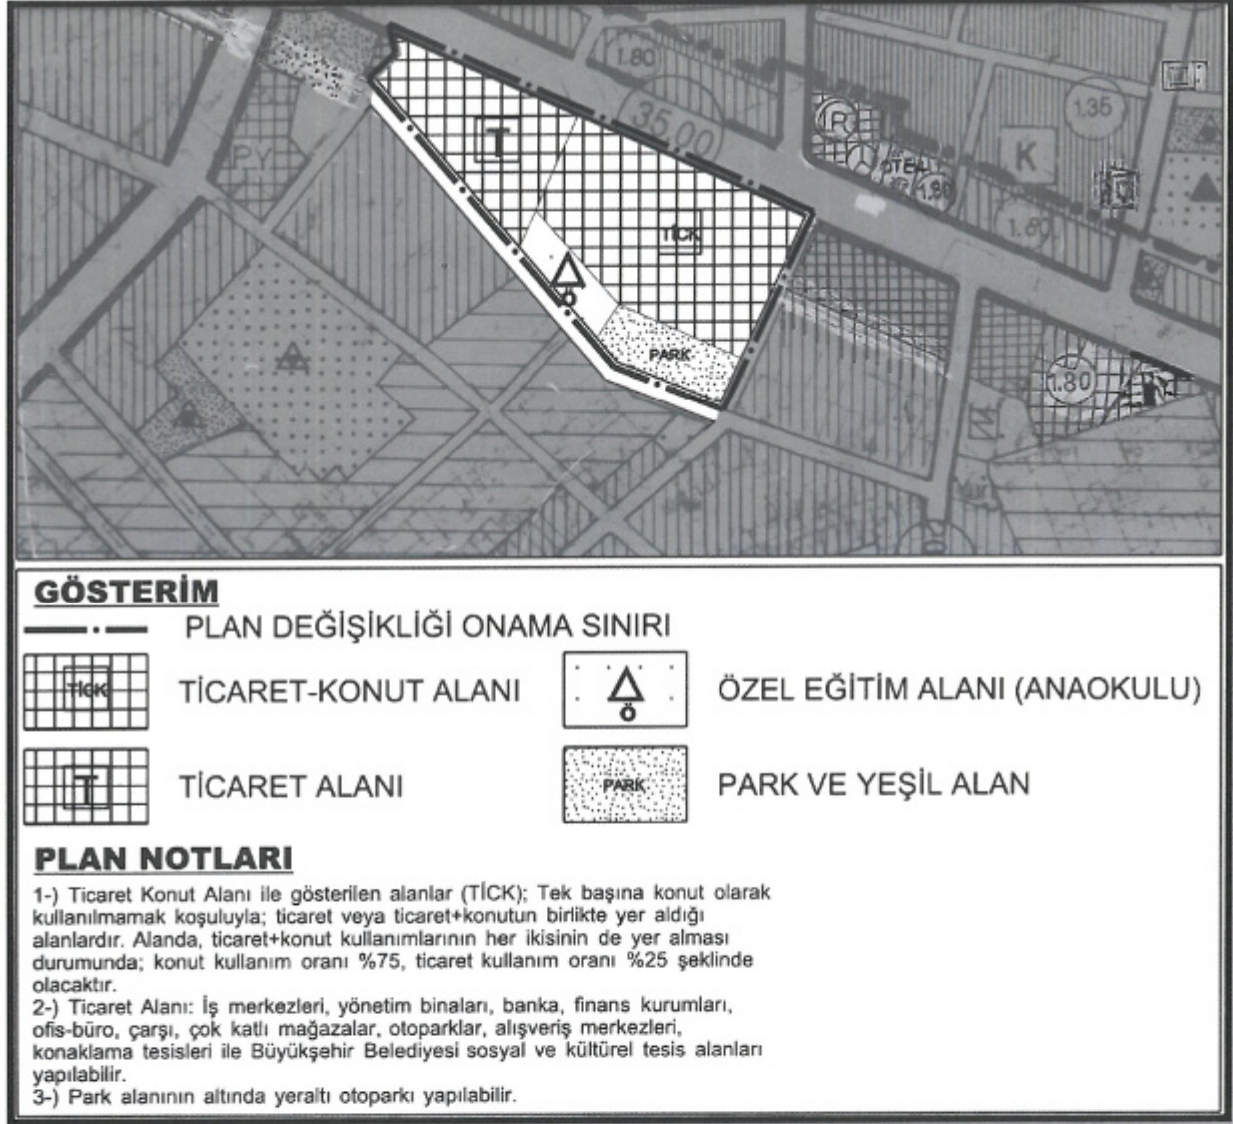 1.80
35.00
1.35
T
R
K
OTEL
1.80
PY
1.60
TİCK
Ö
PARK
1.80
GÖSTERİM
PLAN DEĞİŞİKLİĞİ ONAMA SINIRI
TİCK
TİCARET-KONUT ALANI
Ö
ÖZEL EĞİTİM ALANI (ANAOKULU)
T
TİCARET ALANI
PARK
PARK VE YEŞİL ALAN
PLAN NOTLARI
1-) Ticaret Konut Alanı ile gösterilen alanlar (TİCK); Tek başına konut olarak
kullanılmamak koşuluyla; ticaret veya ticaret+konutun birlikte yer aldığı
alanlardır. Alanda, ticaret+konut kullanımlarının her ikisinin de yer alması
durumunda; konut kullanım oranı %75, ticaret kullanım oranı %25 şeklinde
olacaktır.
2-) Ticaret Alanı: İş merkezleri, yönetim binaları, banka, finans kurumları,
ofis-büro, çarşı, çok katlı mağazalar, otoparklar, alışveriş merkezleri,
konaklama tesisleri ile Büyükşehir Belediyesi sosyal ve kültürel tesis alanları
yapılabilir.
3-) Park alanının altında yeraltı otoparkı yapılabilir.